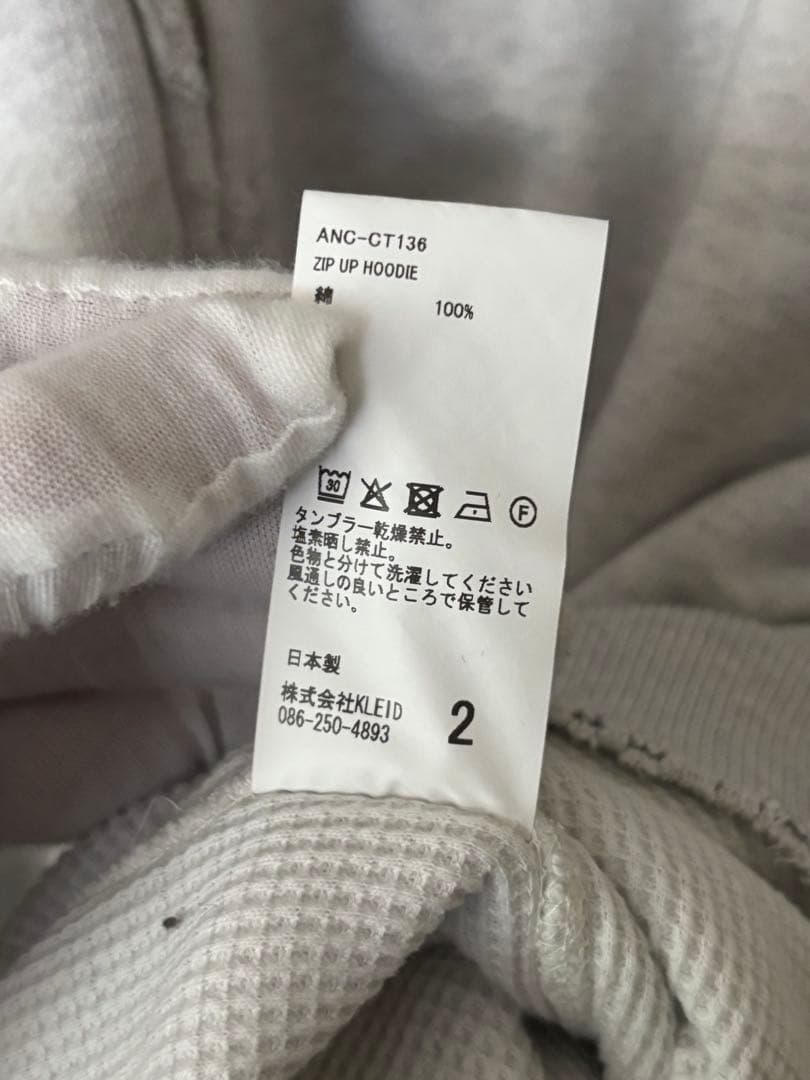 ANC-CT136
ZIP UP HOODIE
綿 100%
30
F
タンブラー乾燥禁止。
塩素晒し禁止。
色物と分けて洗濯してください
風通しの良いところで保管して
ください。
日本製
株式会社KLEID
086-250-4893
2